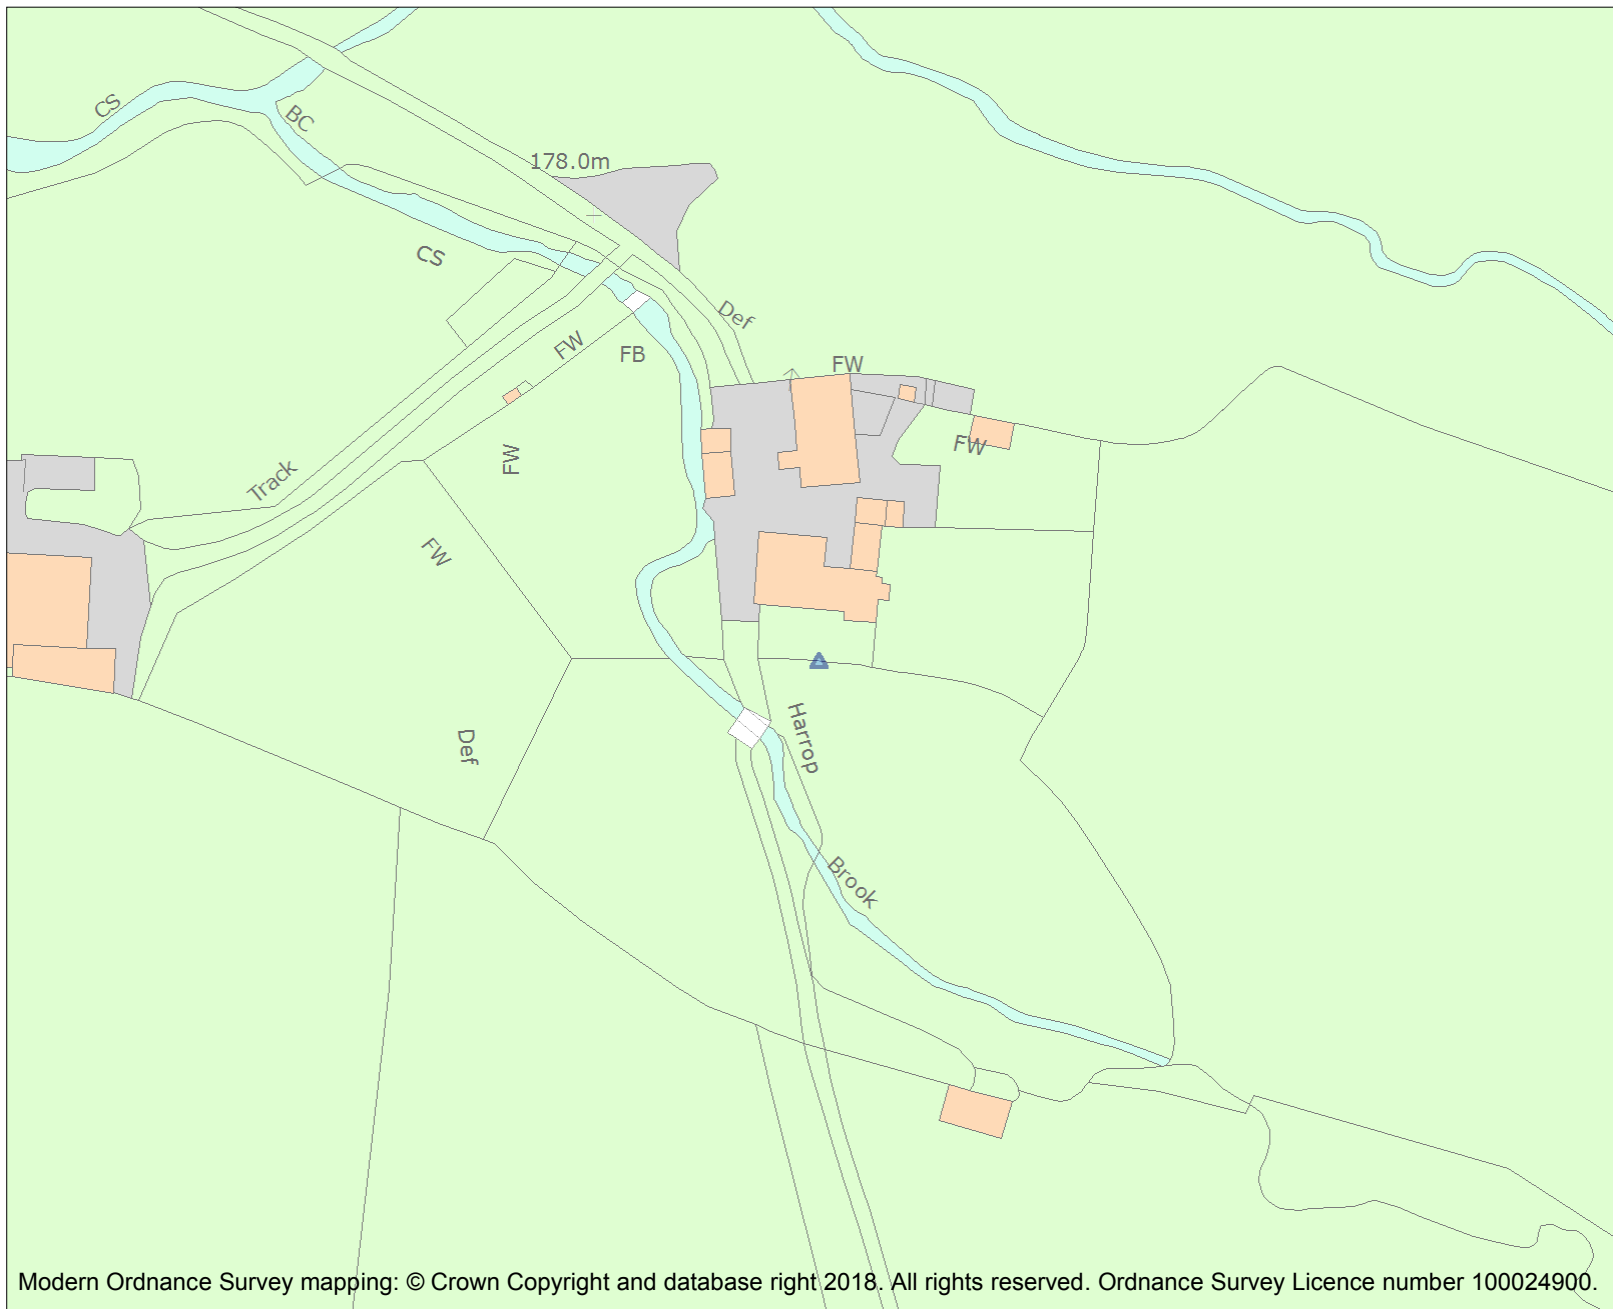 CS
BC
178.0m
CS
Def
FW
FB
FW
FW
FW
Track
FW
Def
Harrop
Brook
Modern Ordnance Survey mapping: © Crown Copyright and database right 2018. All rights reserved. Ordnance Survey Licence number 100024900.